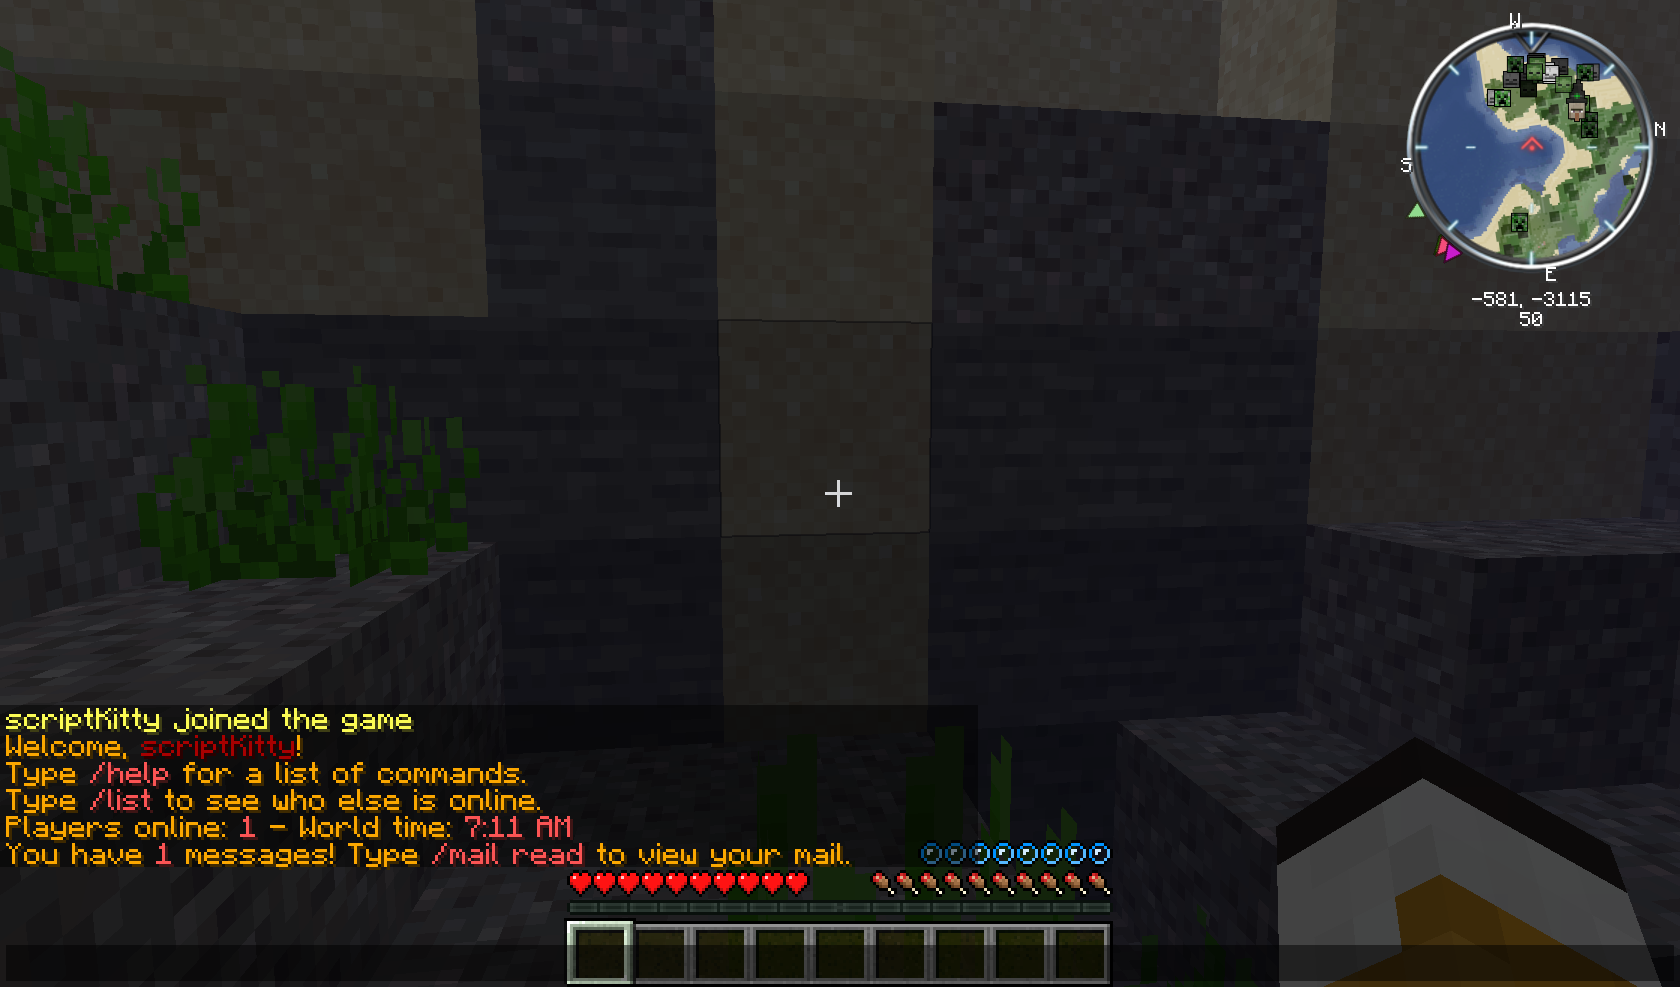 W
N
S
E
-581, -3115
50
scriptKitty joined the game
Welcome, scriptKitty!
Type /help for a list of commands.
Type /list to see who else is online.
Players online: 1 - World time: 7:11 AM
You have 1 messages! Type /mail read to view your mail.